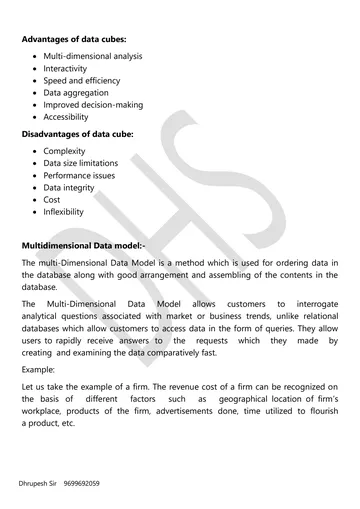 Advantages of data cubes:
• Multi-dimensional analysis
• Interactivity
• Speed and efficiency
• Data aggregation
• Improved decision-making
• Accessibility
Disadvantages of data cube:
• Complexity
• Data size limitations
• Performance issues
• Data integrity
• Cost
• Inflexibility
Multidimensional Data model:-
The multi-Dimensional Data Model is a method which is used for ordering data in
the database along with good arrangement and assembling of the contents in the
database.
The Multi-Dimensional Data Model allows customers to interrogate
analytical questions associated with market or business trends, unlike relational
databases which allow customers to access data in the form of queries. They allow
users to rapidly receive answers to the requests which they made by
creating and examining the data comparatively fast.
Example:
Let us take the example of a firm. The revenue cost of a firm can be recognized on
the basis of different factors such as geographical location of firm's
workplace, products of the firm, advertisements done, time utilized to flourish
a product, etc.
DHS
Dhrupesh Sir 9699692059